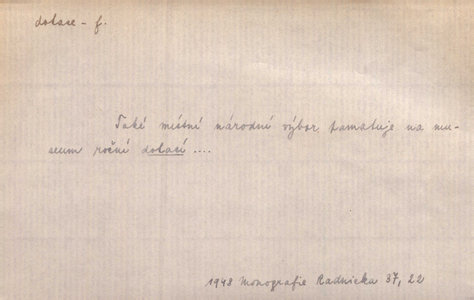 dotace - f.
Také místní národní výbor pamatuje na mu-
seum roční dotací ....
1948 Monografie Radnicka 37, 22